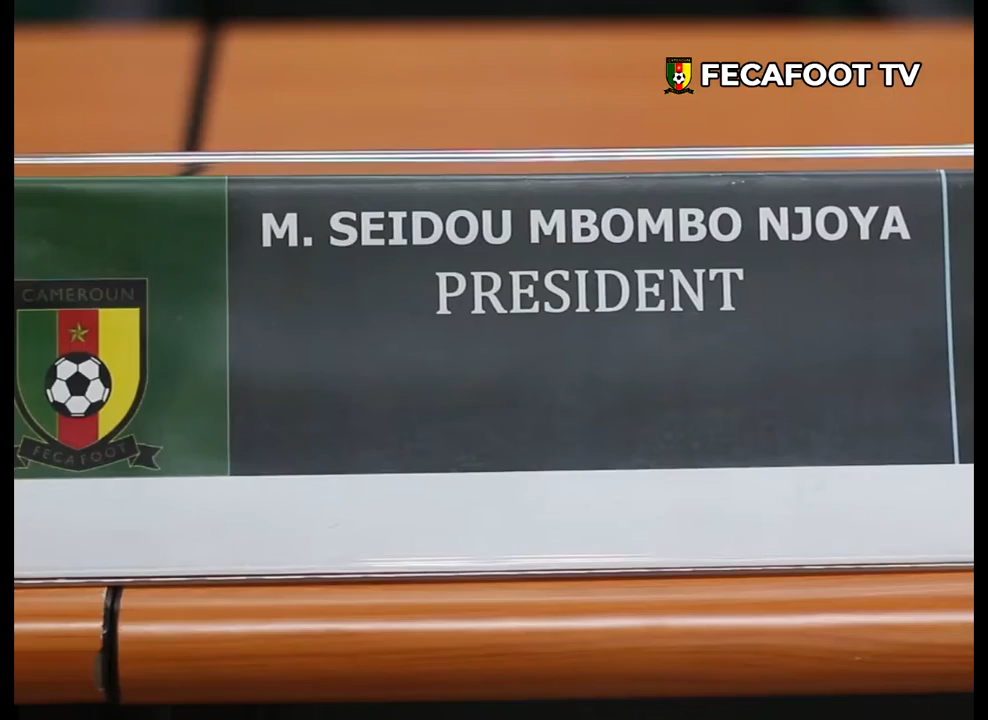 FECAFOOT TV
M. SEIDOU MBOMBO NJOYA
PRESIDENT
CAMEROUN
FECAFOOT